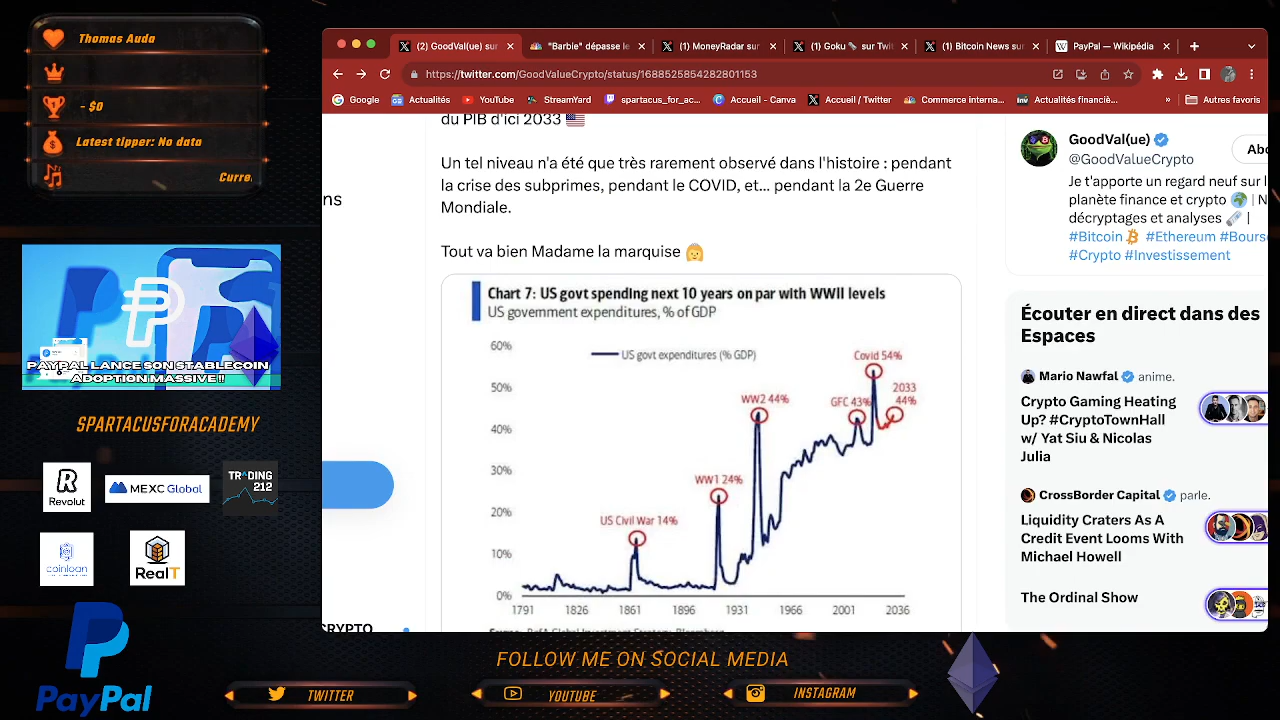 Thomas Auda
- $0
Latest tipper: No data
Curre
PAYPAL LANCE SON STABLECOIN
ADOPTION MASSIVE !!
SPARTACUSFORACADEMY
Revolut
MEXC Global
TRADING
212
coinloan
RealT
PayPal
(2) GoodVal(ue) sur
"Barbie" dépasse le
(1) MoneyRadar sur
(1) Goku 🗞 sur Twit
(1) Bitcoin News sur
PayPal — Wikipédia
https://twitter.com/GoodValueCrypto/status/1688525854282801153
Google
Actualités
YouTube
StreamYard
spartacus_for_ac...
Accueil - Canva
Accueil / Twitter
Commerce interna...
Actualités financiè...
»
Autres favoris
ns
du PIB d'ici 2033 🇺🇸
Un tel niveau n'a été que très rarement observé dans l'histoire : pendant
la crise des subprimes, pendant le COVID, et... pendant la 2e Guerre
Mondiale.
Tout va bien Madame la marquise 👸
Chart 7: US govt spending next 10 years on par with WWII levels
US government expenditures, % of GDP
US govt expenditures (% GDP)
60%
50%
40%
30%
20%
10%
0%
US Civil War 14%
WW1 24%
WW2 44%
GFC 43%
Covid 54%
2033
44%
1791
1826
1861
1896
1931
1966
2001
2036
CRYPTO
GoodVal(ue)
@GoodValueCrypto
Abo
Je t'apporte un regard neuf sur l
planète finance et crypto 🌍 | N
décryptages et analyses 🗞 |
#Bitcoin #Ethereum #Bourse
#Crypto #Investissement
Écouter en direct dans des
Espaces
Mario Nawfal anime.
Crypto Gaming Heating
Up? #CryptoTownHall
w/ Yat Siu & Nicolas
Julia
CrossBorder Capital parle.
Liquidity Craters As A
Credit Event Looms With
Michael Howell
The Ordinal Show
FOLLOW ME ON SOCIAL MEDIA
TWITTER
YOUTUBE
INSTAGRAM